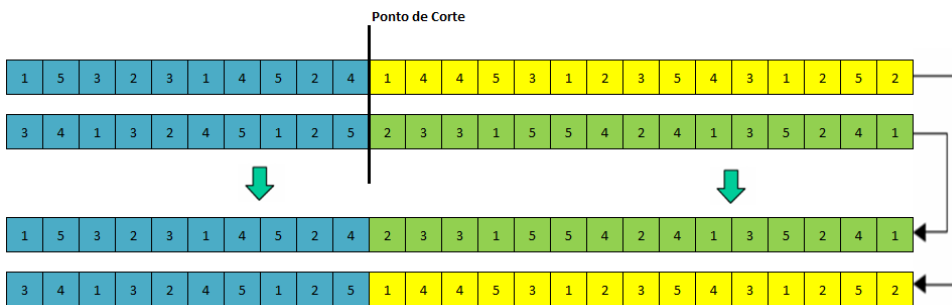 Ponto de Corte
1 5 3 2 3 1 4 5 2 4 1 4 4 5 3 1 2 3 5 4 3 1 2 5 2
3 4 1 3 2 4 5 1 2 5 2 3 3 1 5 5 4 2 4 1 3 5 2 4 1
1 5 3 2 3 1 4 5 2 4 2 3 3 1 5 5 4 2 4 1 3 5 2 4 1
3 4 1 3 2 4 5 1 2 5 1 4 4 5 3 1 2 3 5 4 3 1 2 5 2